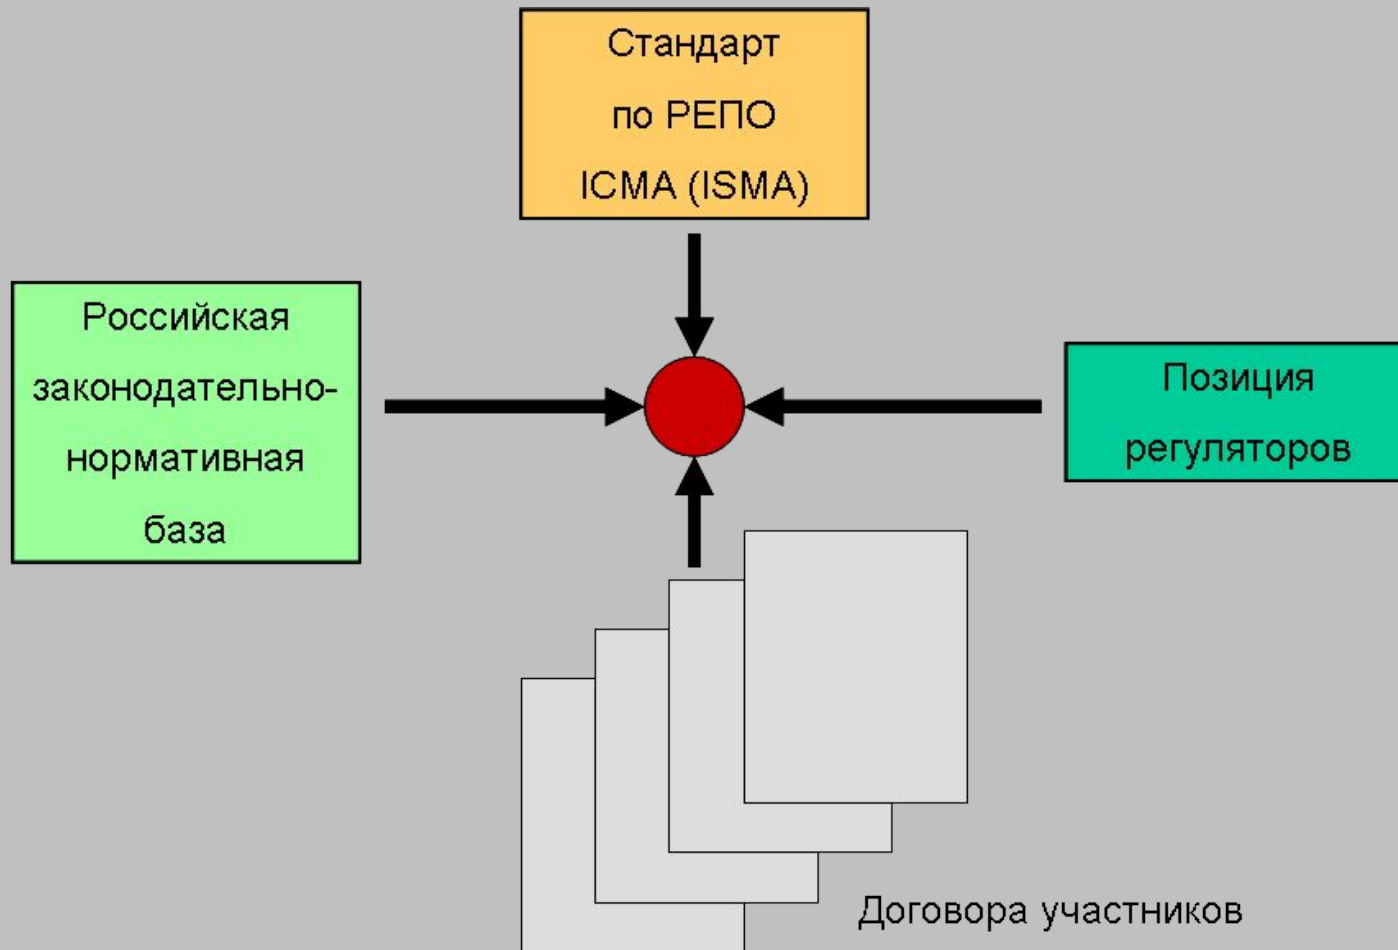 Стандарт
по РЕПО
ICMA (ISMA)
Российская
законодательно-
нормативная
база
Позиция
регуляторов
Договора участников